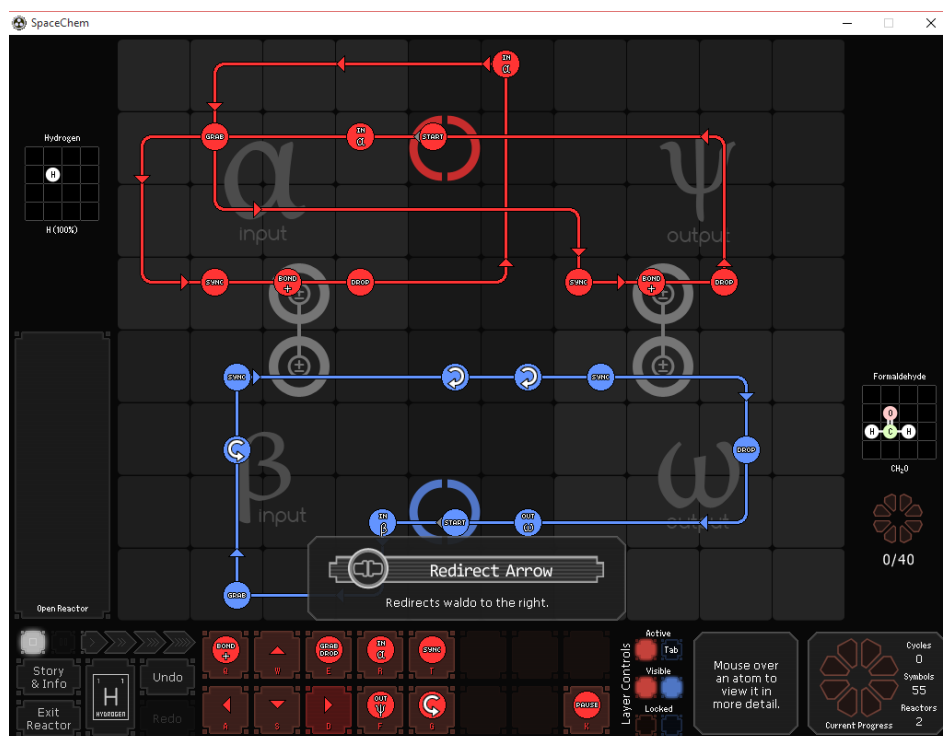 SpaceChem
IN
α
GRAB
IN
α
START
α
input
ψ
output
Hydrogen
H
H (100%)
SYNC
BOND
+
DROP
SYNC
BOND
+
DROP
SYNC
SYNC
DROP
β
input
IN
β
START
OUT
ω
ω
output
GRAB
Formaldehyde
O
H C H
CH₂O
0/40
Redirect Arrow
Redirects waldo to the right.
Open Reactor
Story
& Info
Undo
Exit
Reactor
Redo
1 1
H
HYDROGEN
BOND
+
Q
W
GRAB
DROP
E
IN
α
R
SYNC
T
A
S
D
OUT
ψ
F
G
PAUSE
K
Layer Controls
Active
Tab
Visible
Locked
Mouse over
an atom to
view it in
more detail.
Current Progress
Cycles
0
Symbols
55
Reactors
2